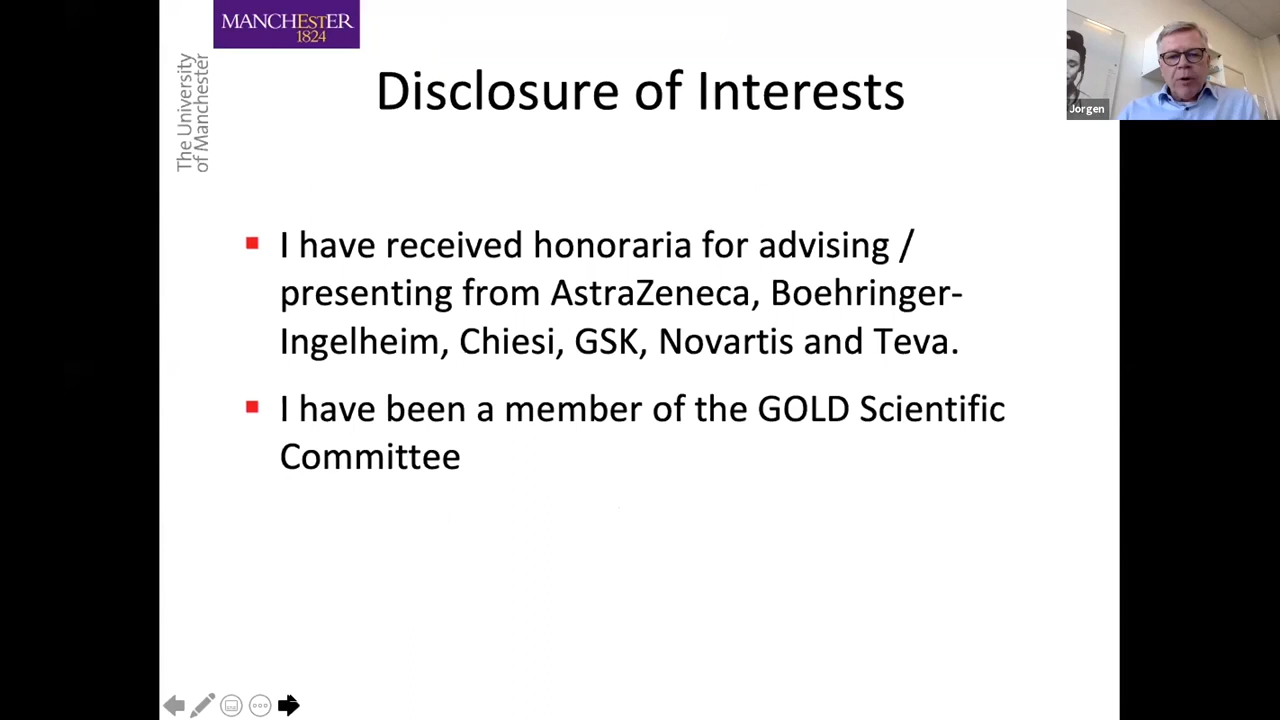 MANCHESTER
1824
The University
of Manchester
Disclosure of Interests
Jorgen
I have received honoraria for advising /
presenting from AstraZeneca, Boehringer-
Ingelheim, Chiesi, GSK, Novartis and Teva.
I have been a member of the GOLD Scientific
Committee